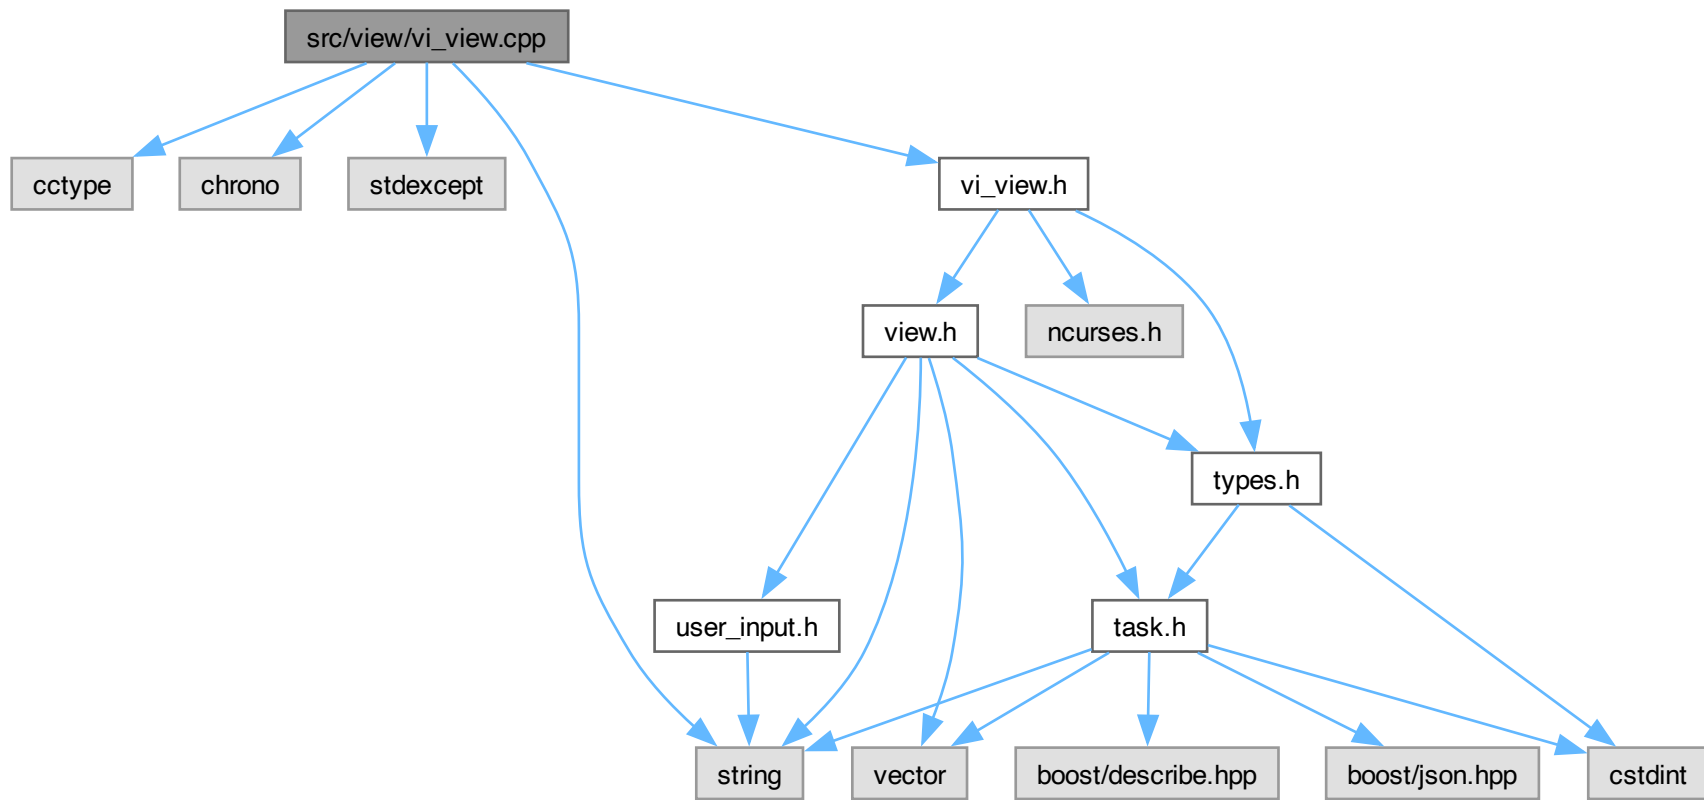 src/view/vi_view.cpp
cctype
chrono
stdexcept
vi_view.h
view.h
ncurses.h
types.h
user_input.h
task.h
string
vector
boost/describe.hpp
boost/json.hpp
cstdint